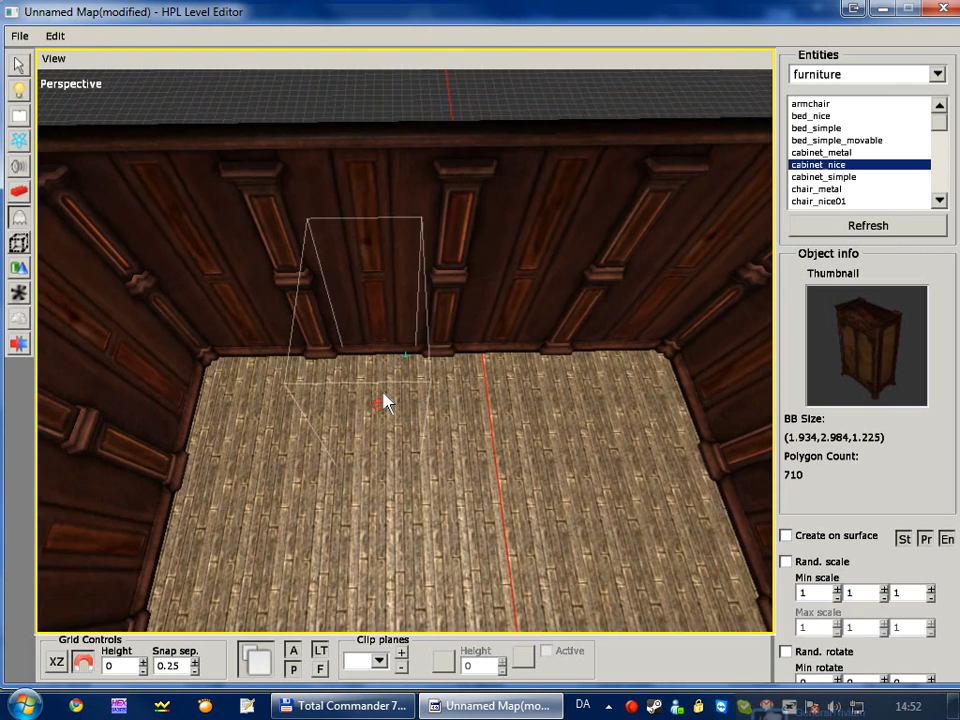 Unnamed Map(modified) - HPL Level Editor
File Edit
View
Perspective
Entities
furniture
armchair
bed_nice
bed_simple
bed_simple_movable
cabinet_metal
cabinet_nice
cabinet_simple
chair_metal
chair_nice01
Refresh
Object info
Thumbnail
BB Size:
(1.934,2.984,1.225)
Polygon Count:
710
Create on surface St Pr En
Rand. scale
Min scale
1 1 1
Max scale
1 1 1
Rand. rotate
Min rotate
Grid Controls
XZ
Height
0
Snap sep.
0.25
A LT
P F
Clip planes
+
-
Height
0
Active
HEX
Total Commander 7...
Unnamed Map(mo...
DA
14:52